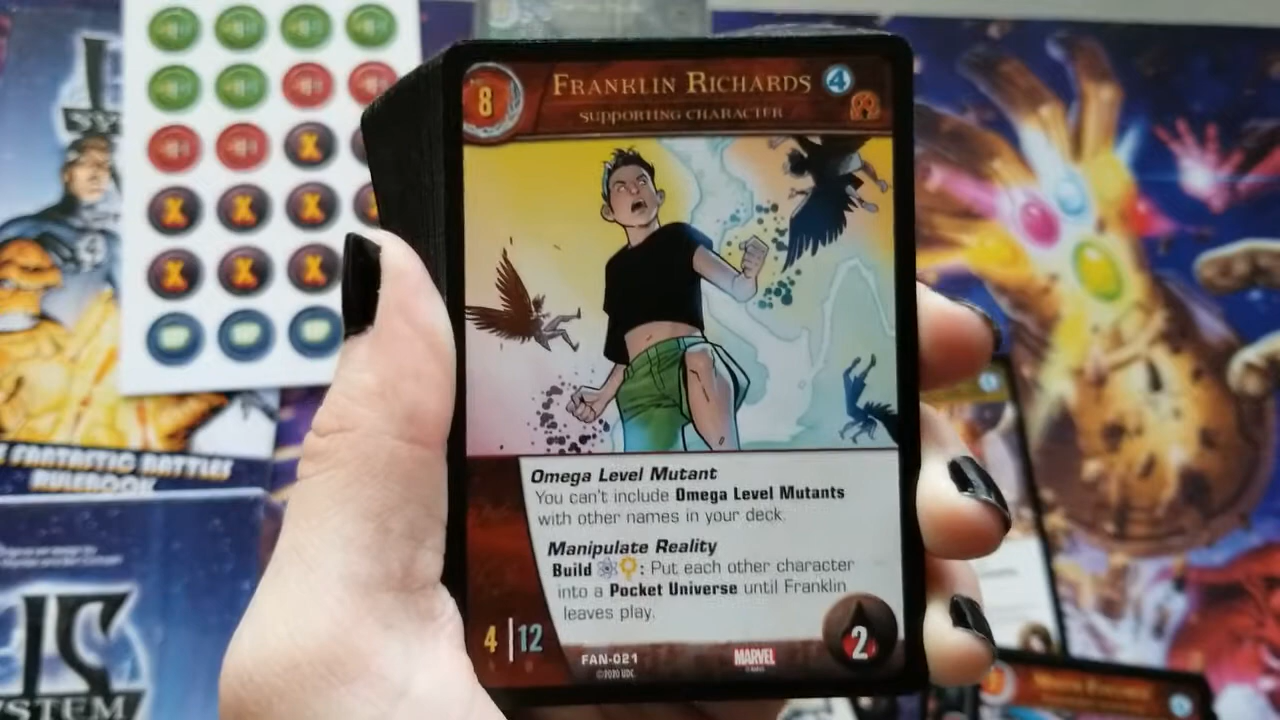 8
FRANKLIN RICHARDS
4
SUPPORTING CHARACTER
Omega Level Mutant
You can't include Omega Level Mutants
with other names in your deck.
Manipulate Reality
Build : Put each other character
into a Pocket Universe until Franklin
leaves play.
4 | 12
2
FAN-021
MARVEL
©2020 UDC
X
X X X
X X X
FANTASTIC BATTLES
RULEBOOK
SYSTEM